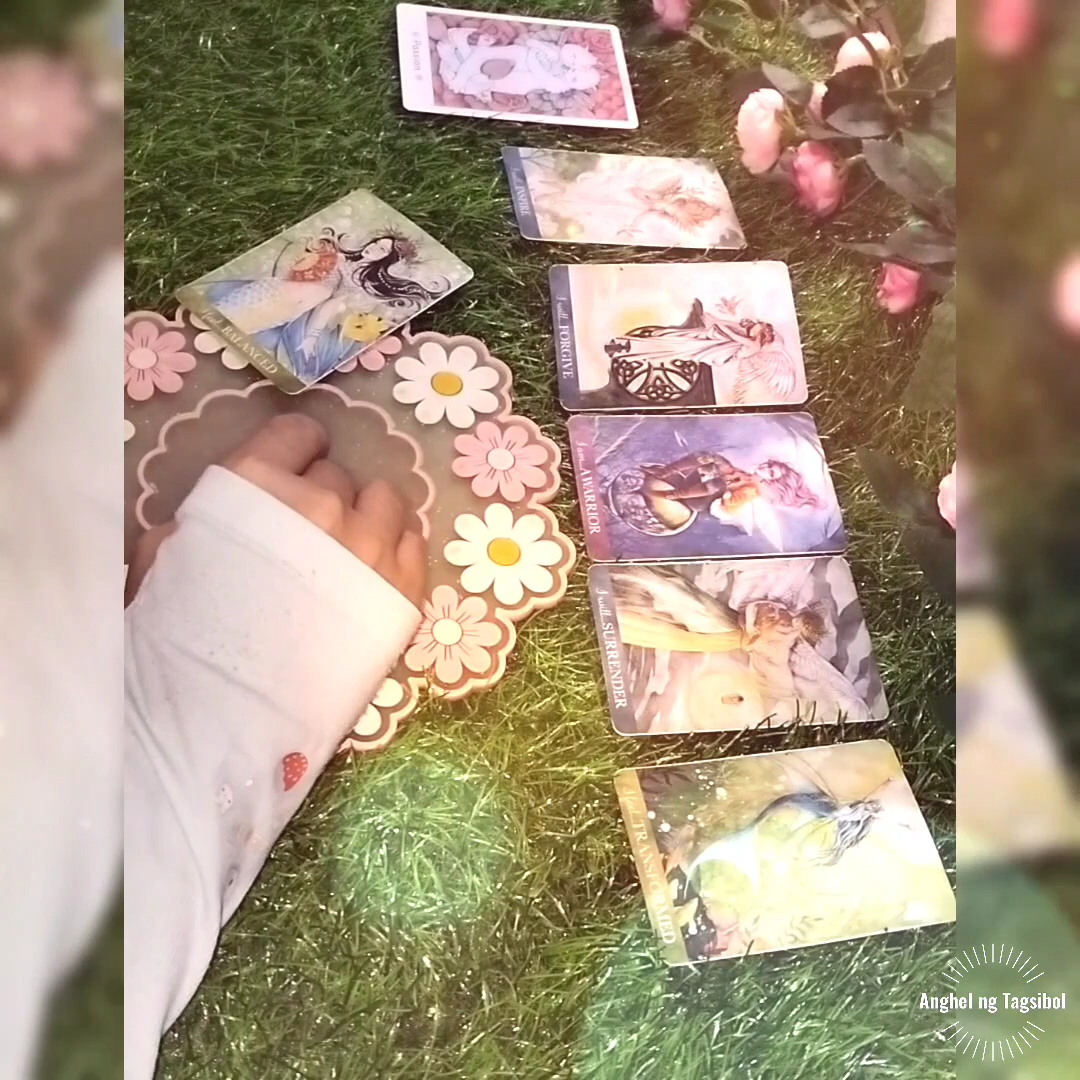 Passion
INSPIRE
I will FORGIVE
I am A WARRIOR
I will SURRENDER
BALANCED
TRANSFORMED
Anghel ng Tagsibol